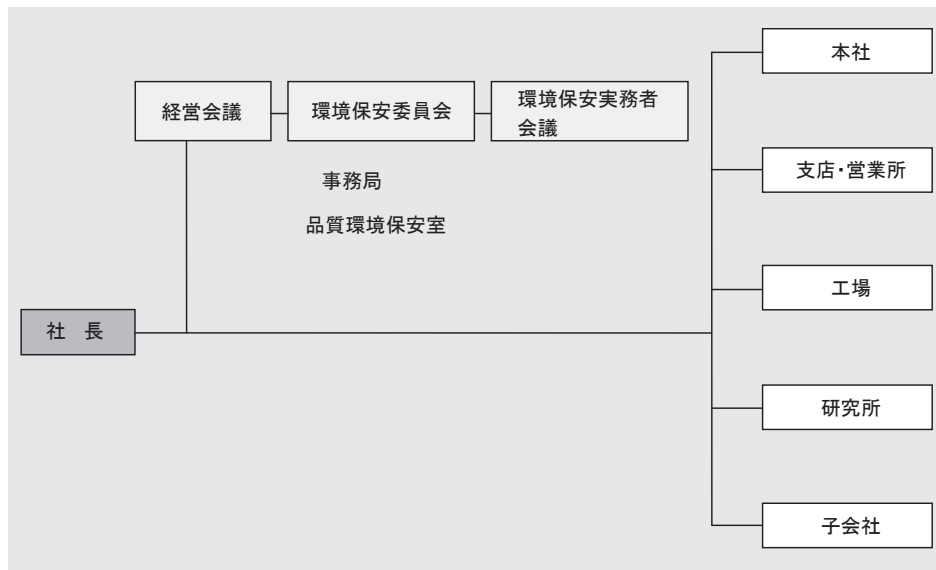 本社
経営会議
環境保安委員会
環境保安実務者
会議
支店・営業所
事務局
品質環境保安室
工場
社　長
研究所
子会社